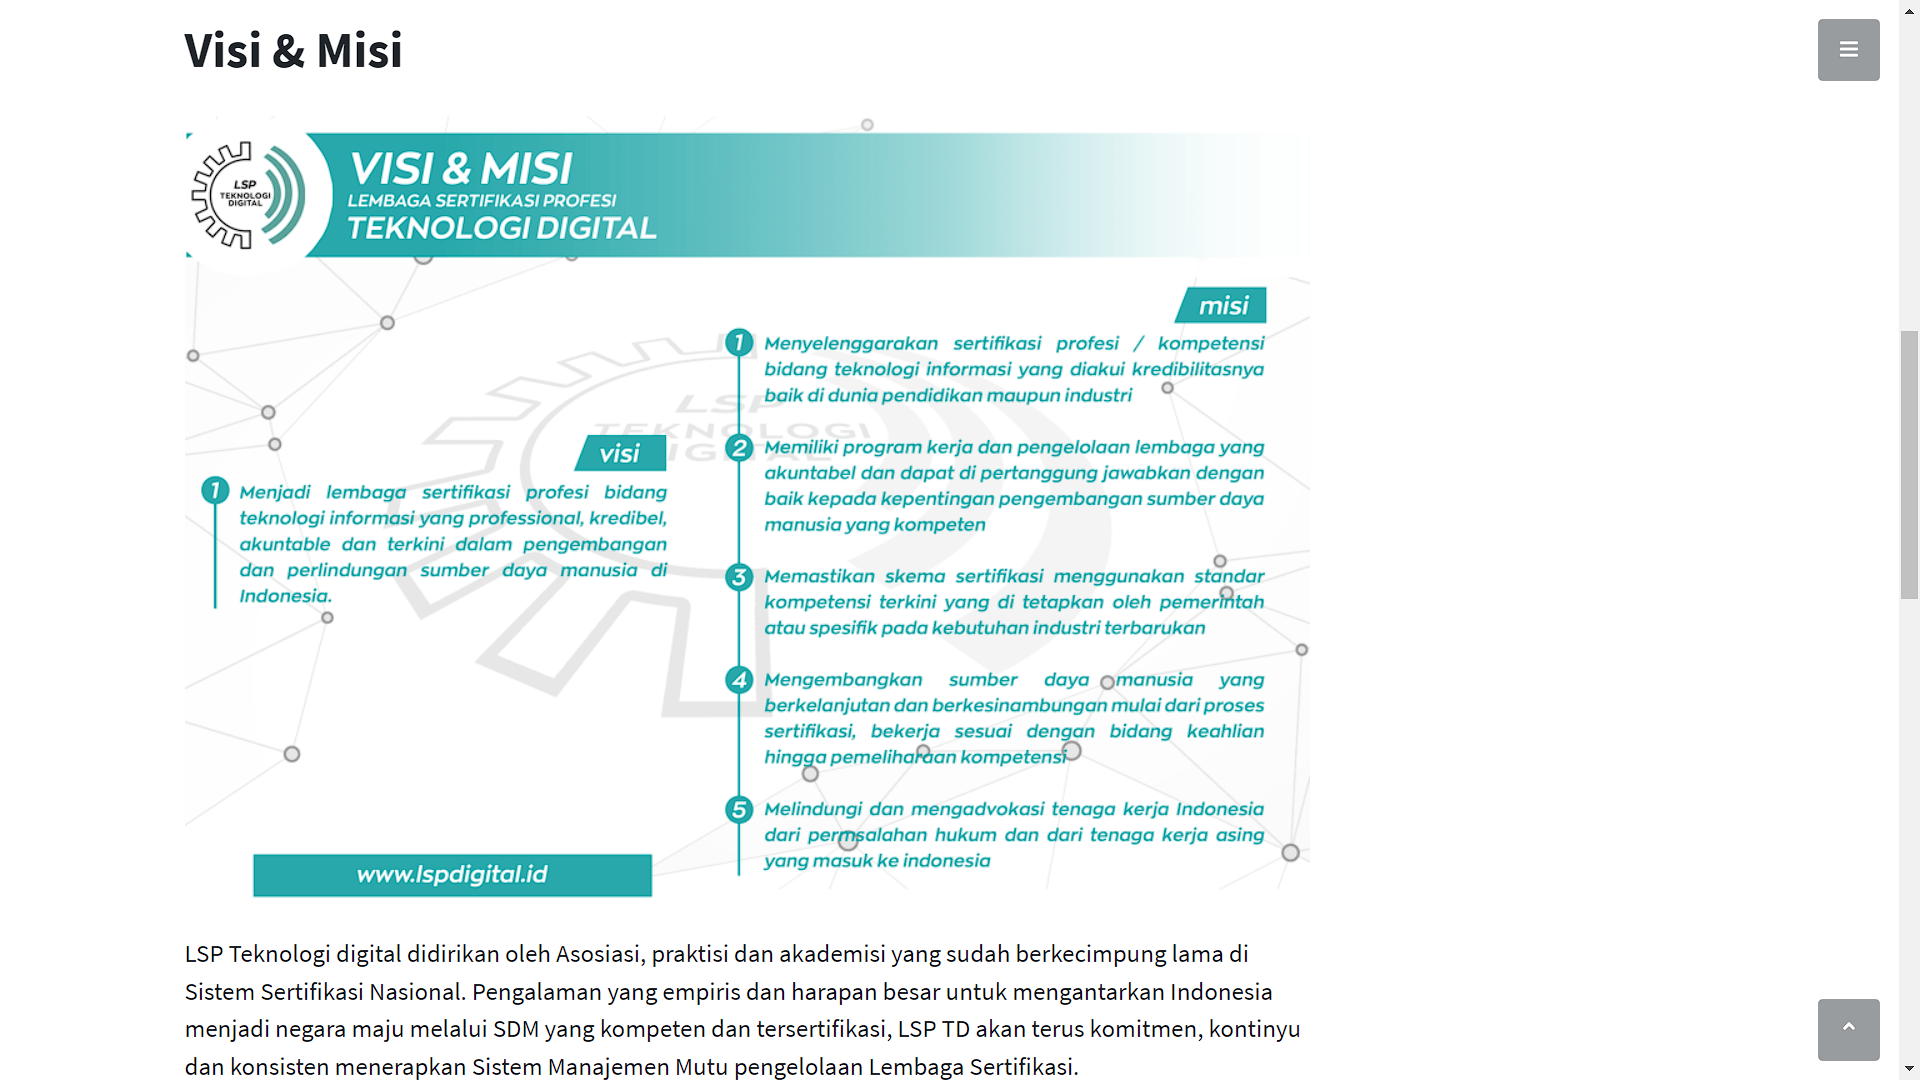 Visi & Misi
LSP
TEKNOLOGI
DIGITAL
VISI & MISI
LEMBAGA SERTIFIKASI PROFESI
TEKNOLOGI DIGITAL
LSP
TEKNOLOGI
DIGITAL
visi
1 Menjadi lembaga sertifikasi profesi bidang
teknologi informasi yang professional, kredibel,
akuntable dan terkini dalam pengembangan
dan perlindungan sumber daya manusia di
Indonesia.
misi
1 Menyelenggarakan sertifikasi profesi / kompetensi
bidang teknologi informasi yang diakui kredibilitasnya
baik di dunia pendidikan maupun industri
2 Memiliki program kerja dan pengelolaan lembaga yang
akuntabel dan dapat di pertanggung jawabkan dengan
baik kepada kepentingan pengembangan sumber daya
manusia yang kompeten
3 Memastikan skema sertifikasi menggunakan standar
kompetensi terkini yang di tetapkan oleh pemerintah
atau spesifik pada kebutuhan industri terbarukan
4 Mengembangkan sumber daya manusia yang
berkelanjutan dan berkesinambungan mulai dari proses
sertifikasi, bekerja sesuai dengan bidang keahlian
hingga pemeliharaan kompetensi
5 Melindungi dan mengadvokasi tenaga kerja Indonesia
dari permsalahan hukum dan dari tenaga kerja asing
yang masuk ke indonesia
www.lspdigital.id
LSP Teknologi digital didirikan oleh Asosiasi, praktisi dan akademisi yang sudah berkecimpung lama di
Sistem Sertifikasi Nasional. Pengalaman yang empiris dan harapan besar untuk mengantarkan Indonesia
menjadi negara maju melalui SDM yang kompeten dan tersertifikasi, LSP TD akan terus komitmen, kontinyu
dan konsisten menerapkan Sistem Manajemen Mutu pengelolaan Lembaga Sertifikasi.